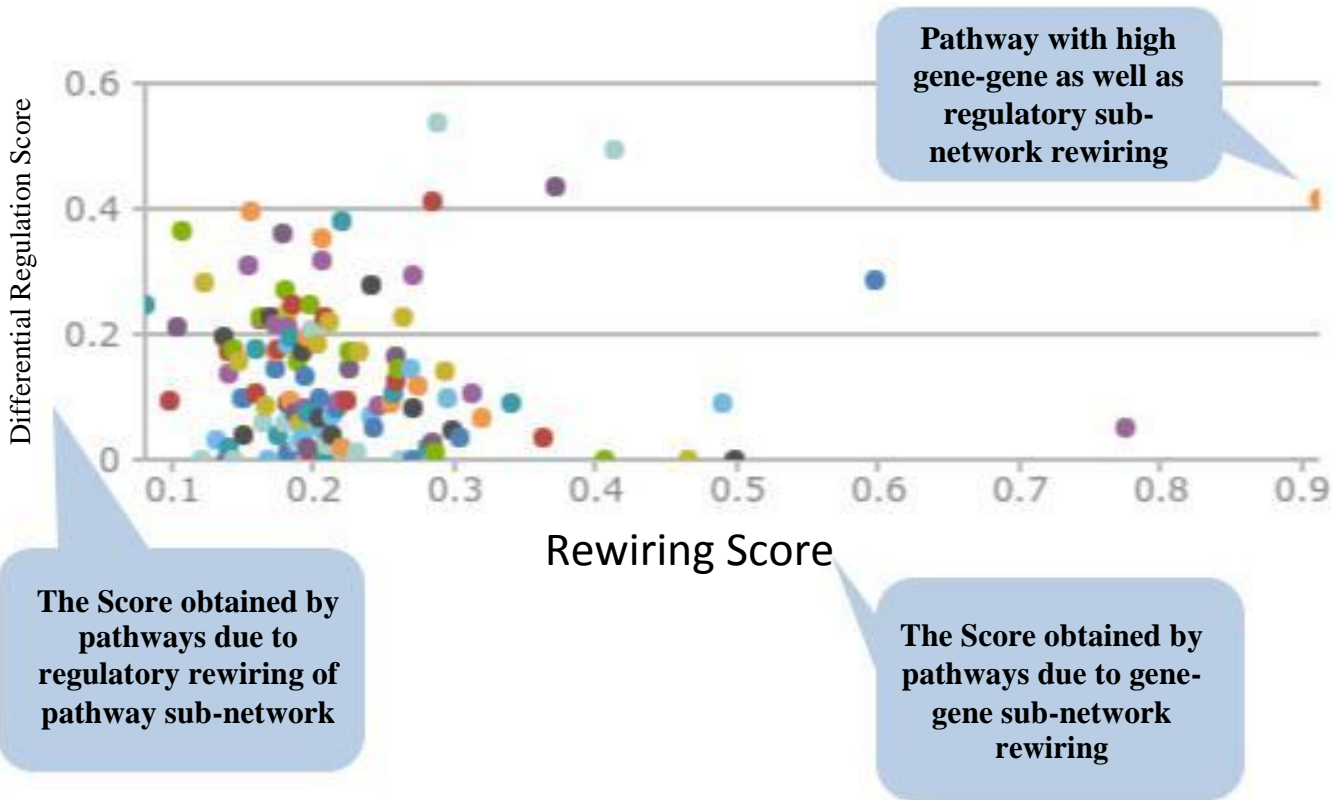 Pathway with high
gene-gene as well as
regulatory sub-
network rewiring
Differential Regulation Score
0.6
0.4
0.2
0
0.1 0.2 0.3 0.4 0.5 0.6 0.7 0.8 0.9
Rewiring Score
The Score obtained by
pathways due to
regulatory rewiring of
pathway sub-network
The Score obtained by
pathways due to gene-
gene sub-network
rewiring